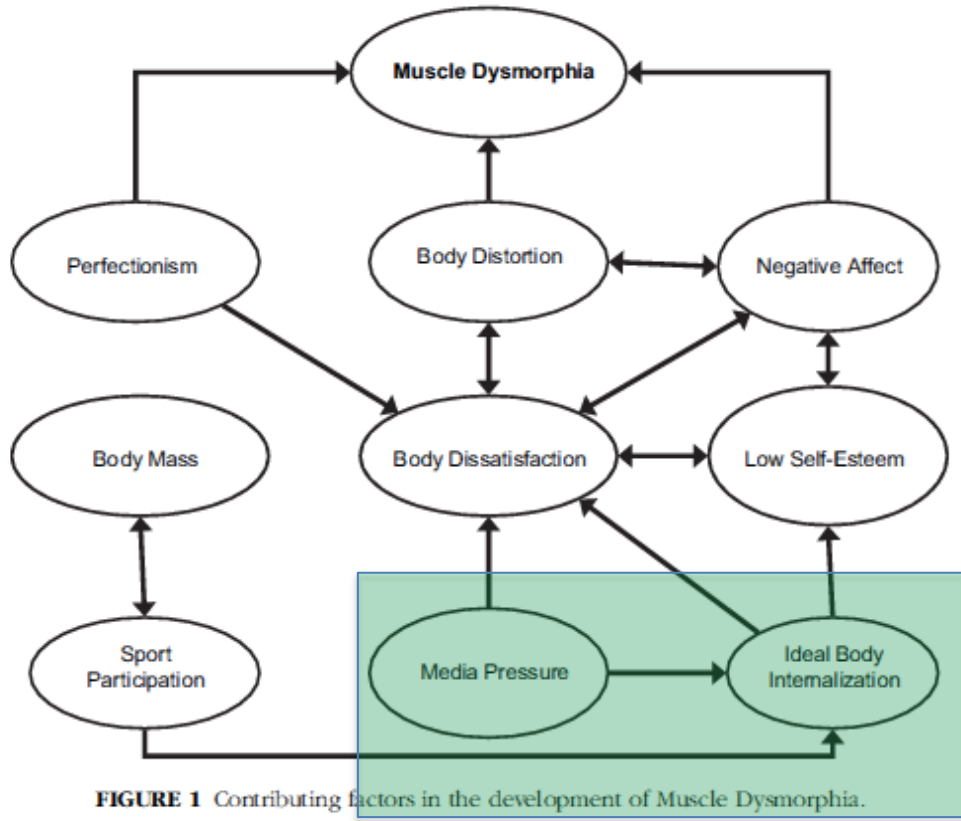 Muscle Dysmorphia
Perfectionism
Body Distortion
Negative Affect
Body Mass
Body Dissatisfaction
Low Self-Esteem
Sport
Participation
Media Pressure
Ideal Body
Internalization
FIGURE 1 Contributing factors in the development of Muscle Dysmorphia.